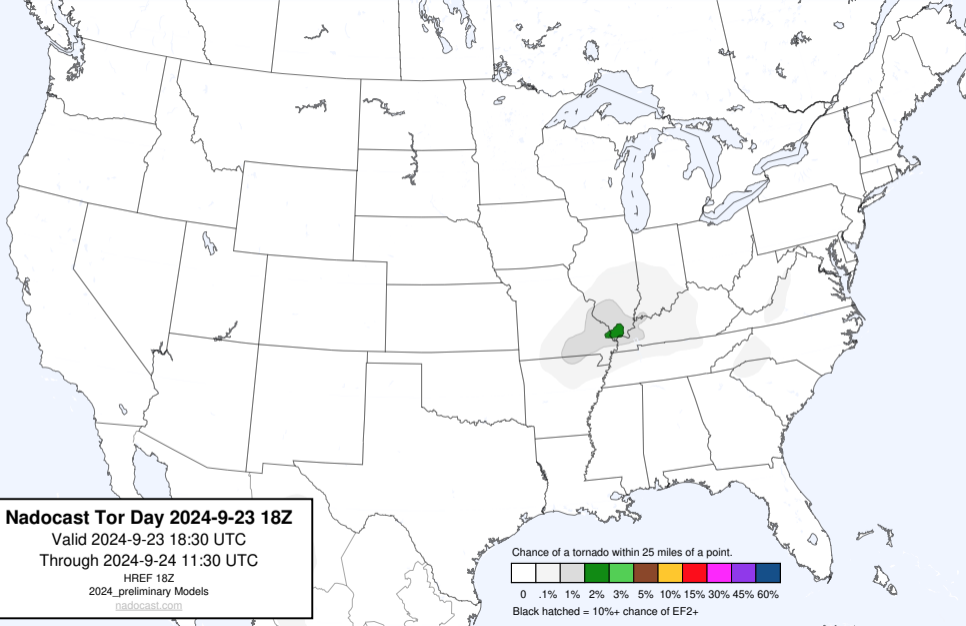 Nadocast Tor Day 2024-9-23 18Z
Valid 2024-9-23 18:30 UTC
Through 2024-9-24 11:30 UTC
HREF 18Z
2024_preliminary Models
nadocast.com
Chance of a tornado within 25 miles of a point.
0 .1% 1% 2% 3% 5% 10% 15% 30% 45% 60%
Black hatched = 10%+ chance of EF2+